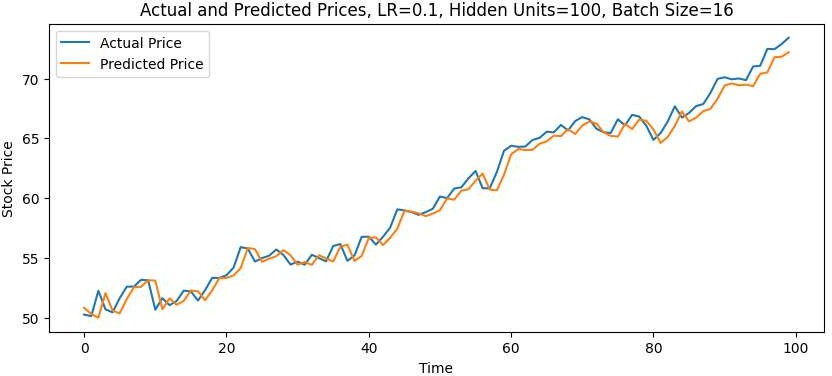 Actual and Predicted Prices, LR=0.1, Hidden Units=100, Batch Size=16
Actual Price
Predicted Price
Stock Price
70
65
60
55
50
0 20 40 60 80 100
Time